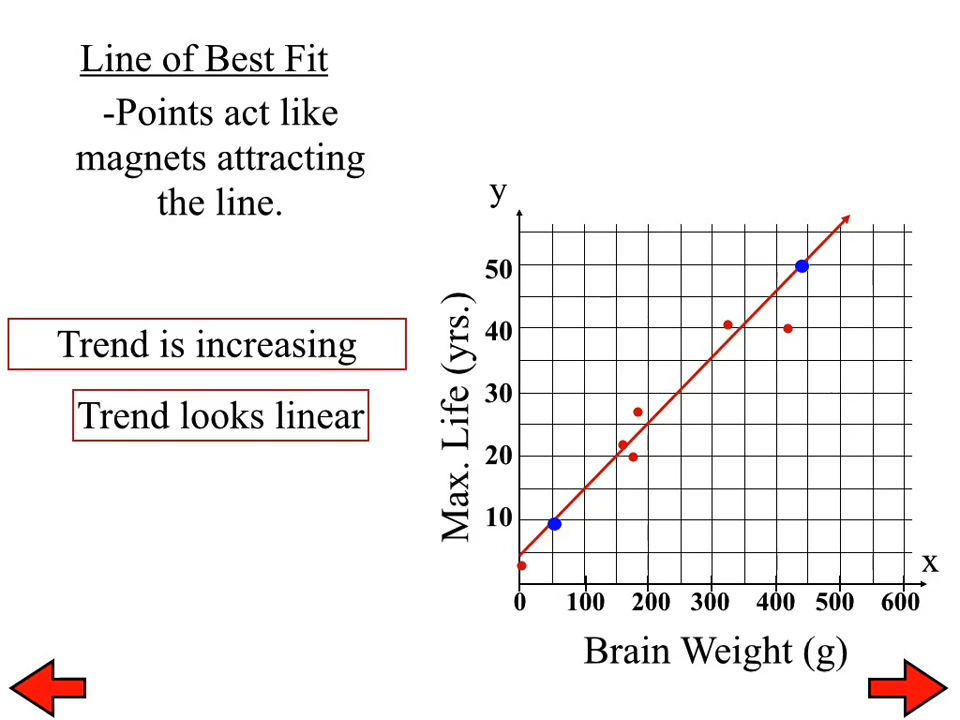 Line of Best Fit
-Points act like
magnets attracting
the line.
Trend is increasing
Trend looks linear
y
50
40
30
20
10
Max. Life (yrs.)
x
0 100 200 300 400 500 600
Brain Weight (g)